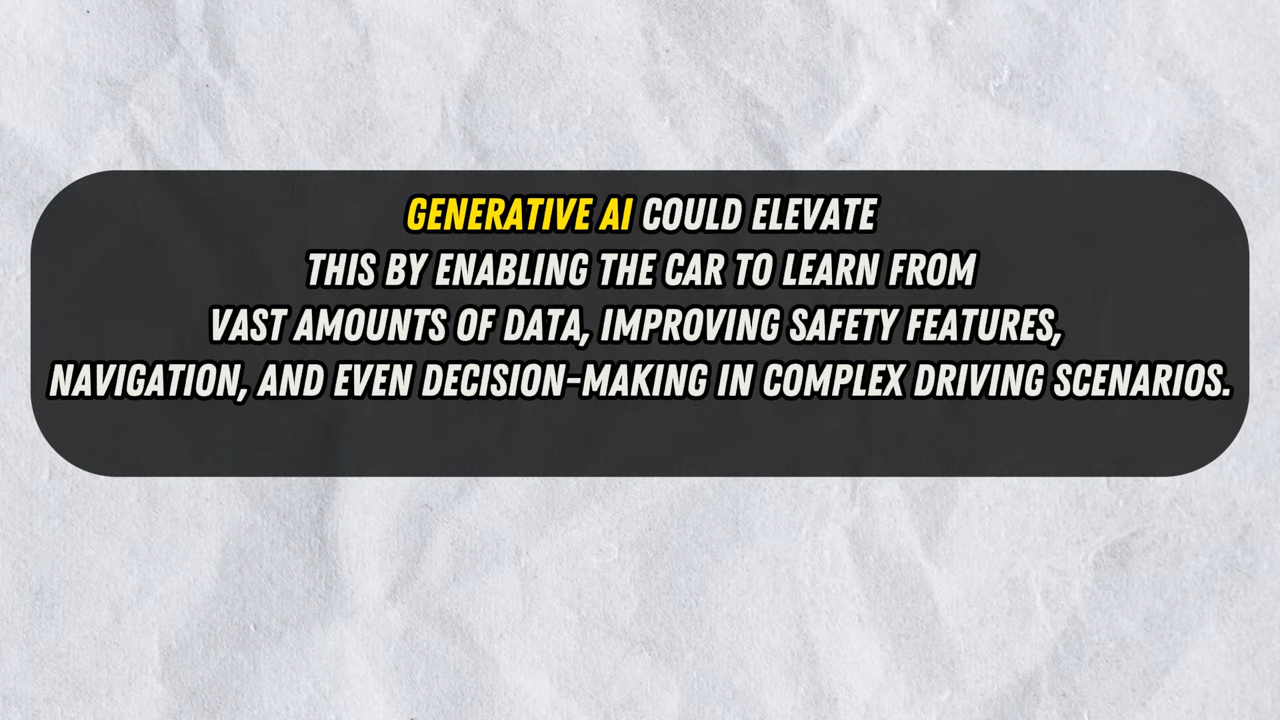 GENERATIVE AI COULD ELEVATE
THIS BY ENABLING THE CAR TO LEARN FROM
VAST AMOUNTS OF DATA, IMPROVING SAFETY FEATURES,
NAVIGATION, AND EVEN DECISION-MAKING IN COMPLEX DRIVING SCENARIOS.